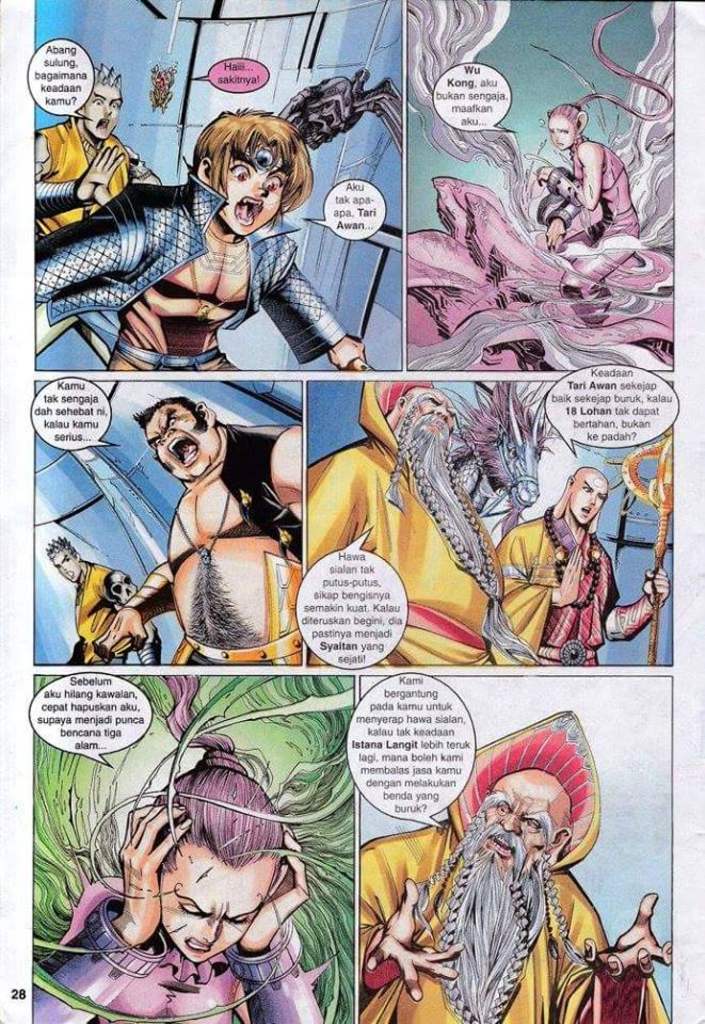 Abang
sulung,
bagaimana
keadaan
kamu?
Haiii...
sakitnya!
Aku
tak apa-
apa, Tari
Awan...
Wu
Kong, aku
bukan sengaja,
maafkan
aku...
Kamu
tak sengaja
dah sehebat ni,
kalau kamu
serius...
Hawa
sialan tak
putus-putus,
sikap bengisnya
semakin kuat. Kalau
diteruskan begini, dia
pastinya menjadi
Syaitan yang
sejati!
Keadaan
Tari Awan sekejap
baik sekejap buruk, kalau
18 Lohan tak dapat
bertahan, buruan
ke padah?
Sebelum
aku hilang kawalan,
cepat hapuskan aku,
supaya menjadi punca
bencana tiga
alam...
Kami
bergantung
pada kamu untuk
menyerap hawa sialan,
kalau tak keadaan
Istana Langit lebih teruk
lagi, mana boleh kami
membalas jasa kamu
dengan melakukan
benda yang
buruk?
28